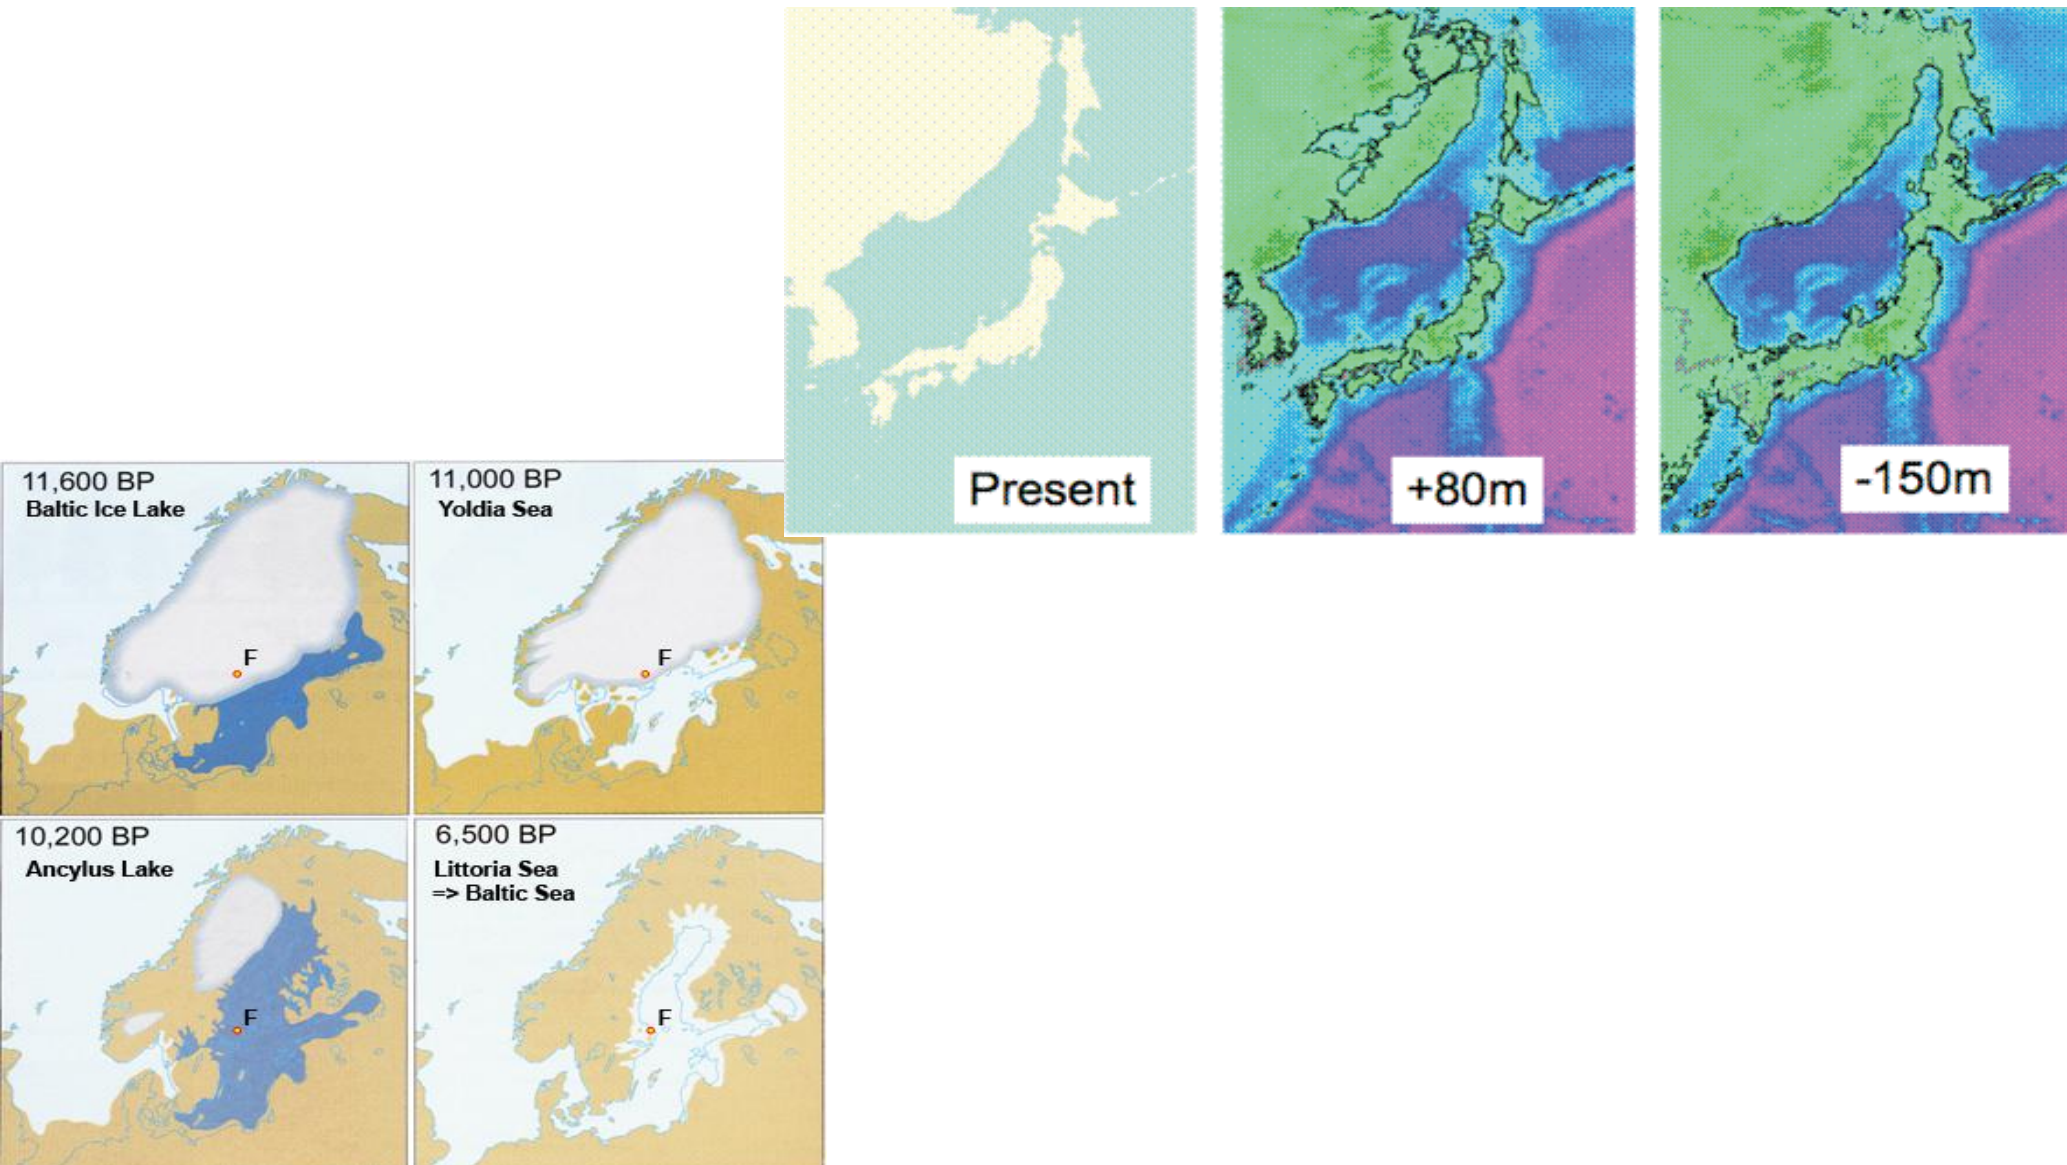 Present
+80m
-150m
11,600 BP
Baltic Ice Lake
F
11,000 BP
Yoldia Sea
F
10,200 BP
Ancylus Lake
F
6,500 BP
Littoria Sea
=> Baltic Sea
F